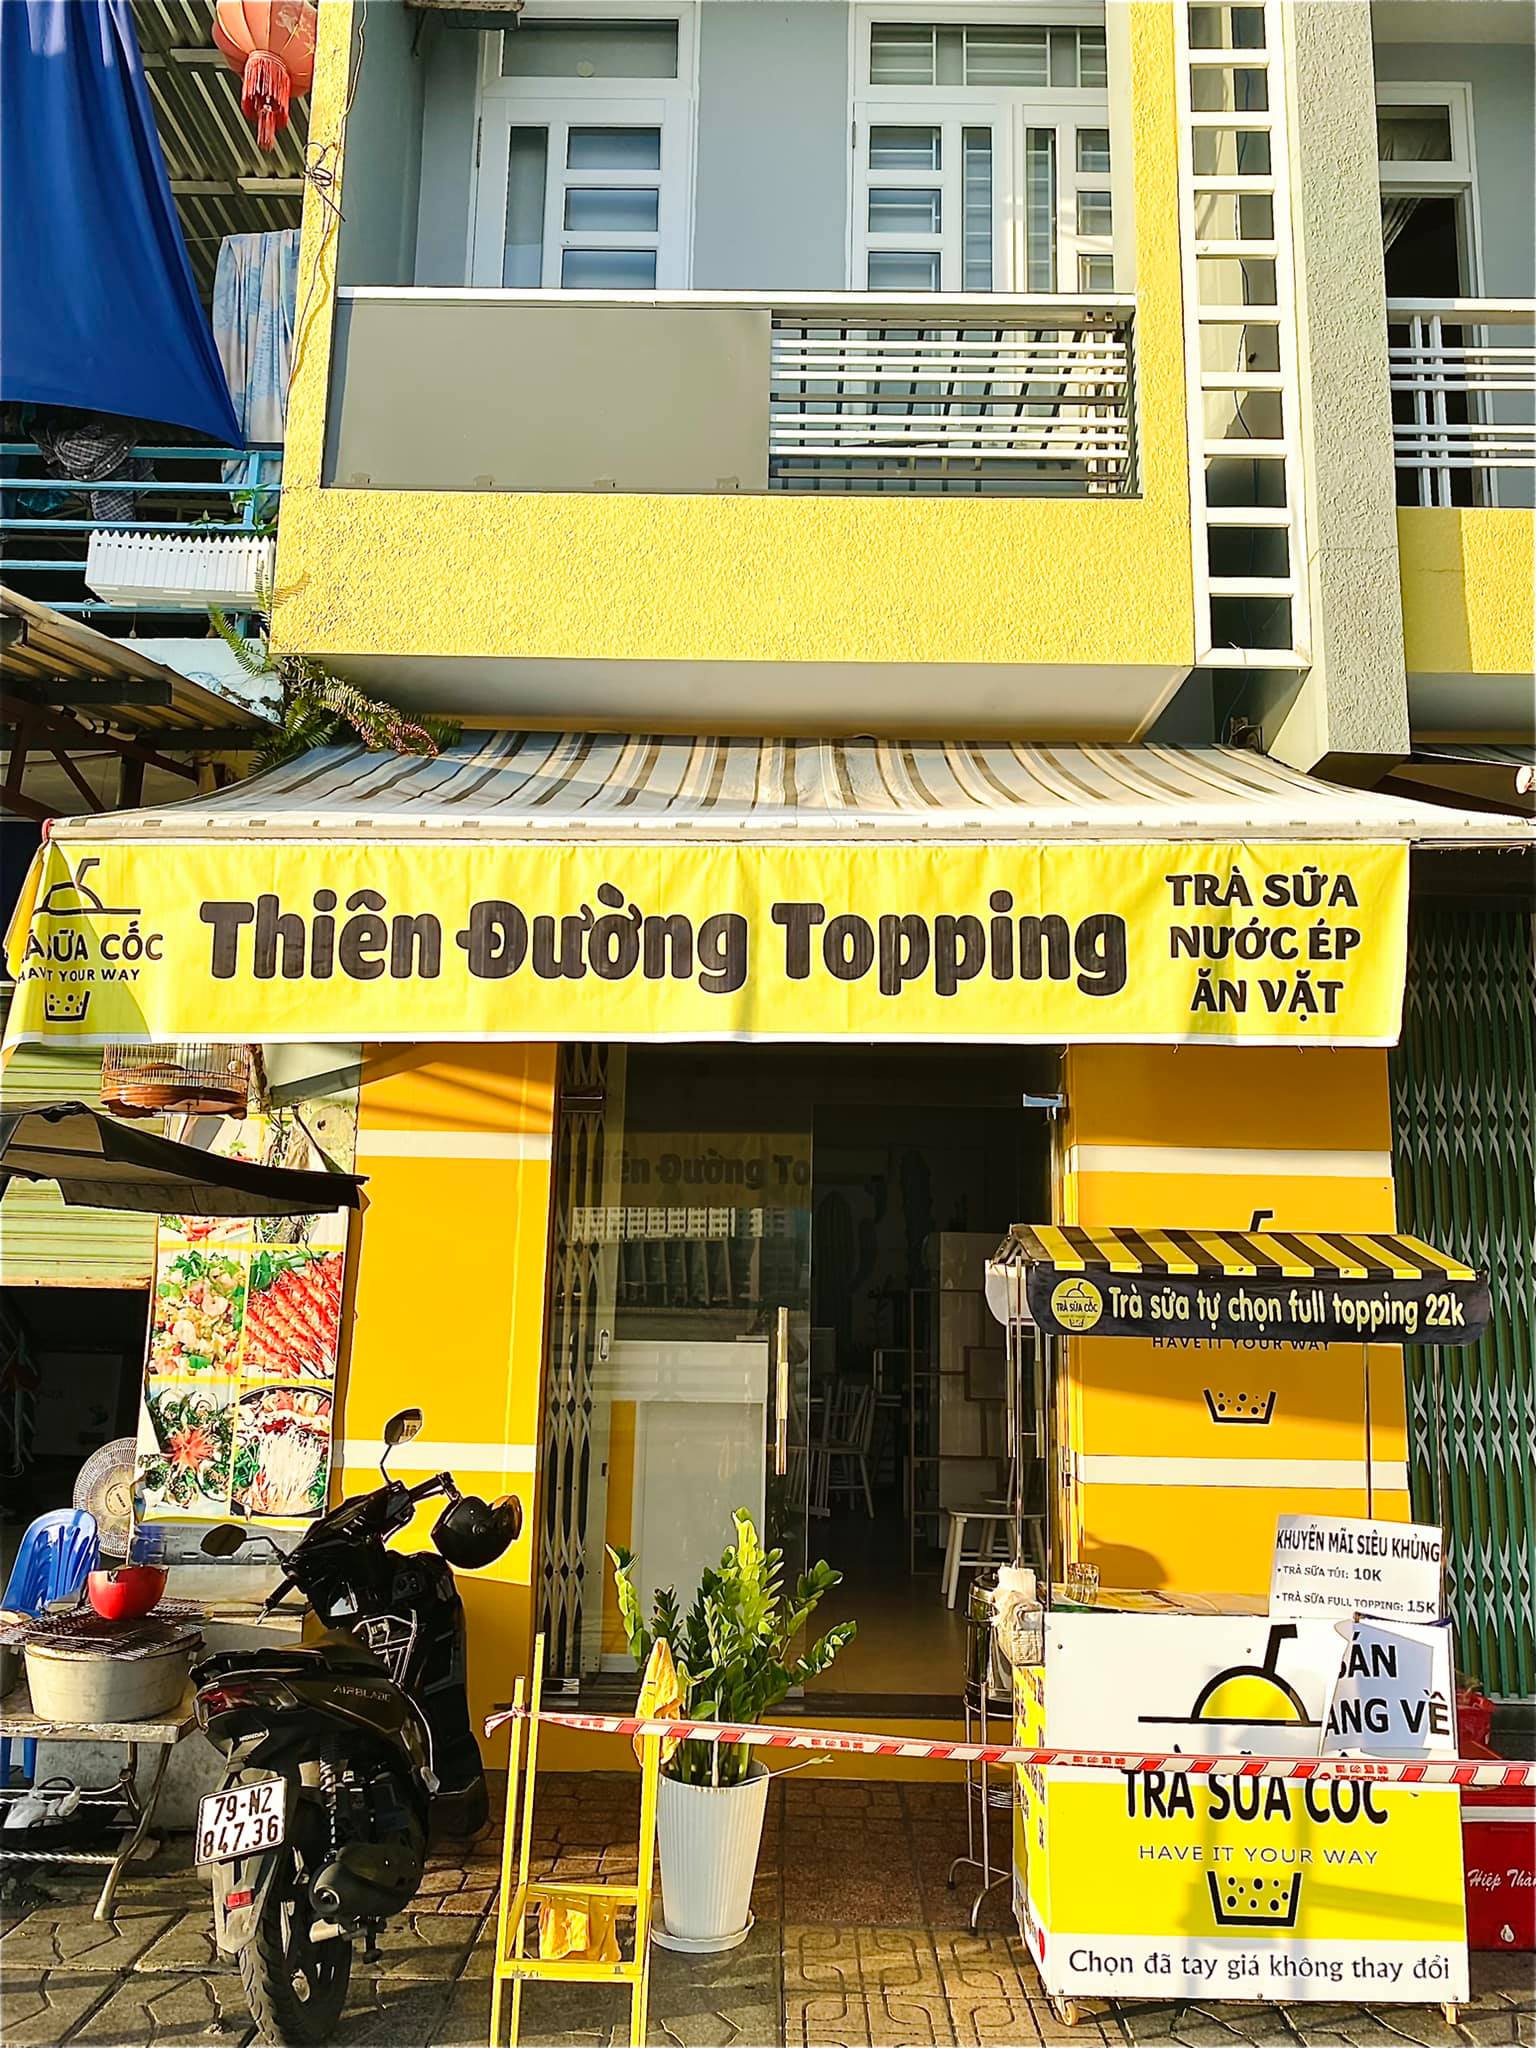 SỮA CỐC
YOUR WAY
Thiên Đường Topping
TRÀ SỮA
NƯỚC ÉP
ĂN VẶT
Đường To
TRÀ SỮA CỐC
Trà sữa tự chọn full topping 22k
HAVE IT YOUR WAY
KHUYẾN MÃI SIÊU KHỦNG
• TRÀ SỮA TÚI: 10K
• TRÀ SỮA FULL TOPPING: 15K
ANG VỀ
TRÀ SỮA CỐC
HAVE IT YOUR WAY
Chọn đã tay giá không thay đổi
Hiệp
AIRBLADE
HONDA
79-N2
847.36